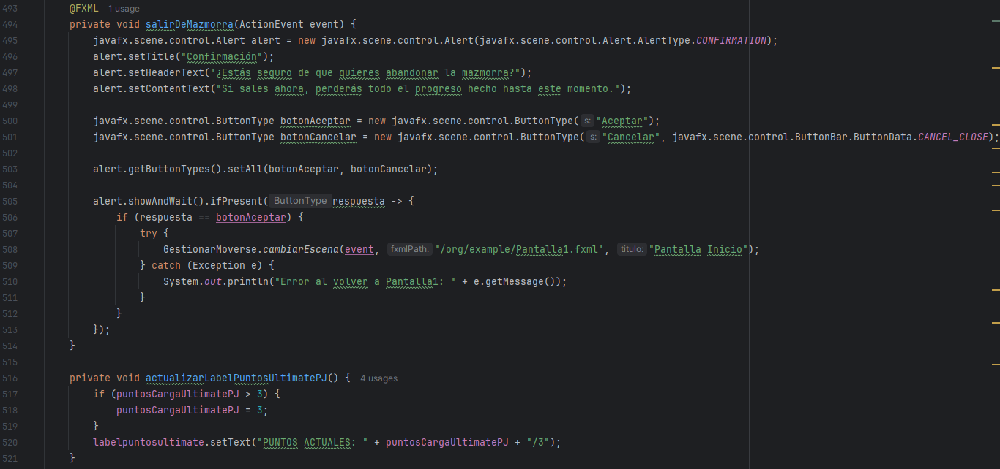 493 @FXML 1 usage
494 private void salirDeMazmorra(ActionEvent event) {
495 javafx.scene.control.Alert alert = new javafx.scene.control.Alert(javafx.scene.control.Alert.AlertType.CONFIRMATION);
496 alert.setTitle("Confirmación");
497 alert.setHeaderText("¿Estás seguro de que quieres abandonar la mazmorra?");
498 alert.setContentText("Si sales ahora, perderás todo el progreso hecho hasta este momento.");
499
500 javafx.scene.control.ButtonType botonAceptar = new javafx.scene.control.ButtonType( s: "Aceptar");
501 javafx.scene.control.ButtonType botonCancelar = new javafx.scene.control.ButtonType( s: "Cancelar", javafx.scene.control.ButtonBar.ButtonData.CANCEL_CLOSE);
502
503 alert.getButtonTypes().setAll(botonAceptar, botonCancelar);
504
505 alert.showAndWait().ifPresent( ButtonType respuesta -> {
506 if (respuesta == botonAceptar) {
507 try {
508 GestionarMoverse.cambiarEscena(event, fxmlPath: "/org/example/Pantalla1.fxml", titulo: "Pantalla Inicio");
509 } catch (Exception e) {
510 System.out.println("Error al volver a Pantalla1: " + e.getMessage());
511 }
512 }
513 });
514 }
515
516 private void actualizarLabelPuntosUltimatePJ() { 4 usages
517 if (puntosCargaUltimatePJ > 3) {
518 puntosCargaUltimatePJ = 3;
519 }
520 labelpuntosultimate.setText("PUNTOS ACTUALES: " + puntosCargaUltimatePJ + "/3");
521 }